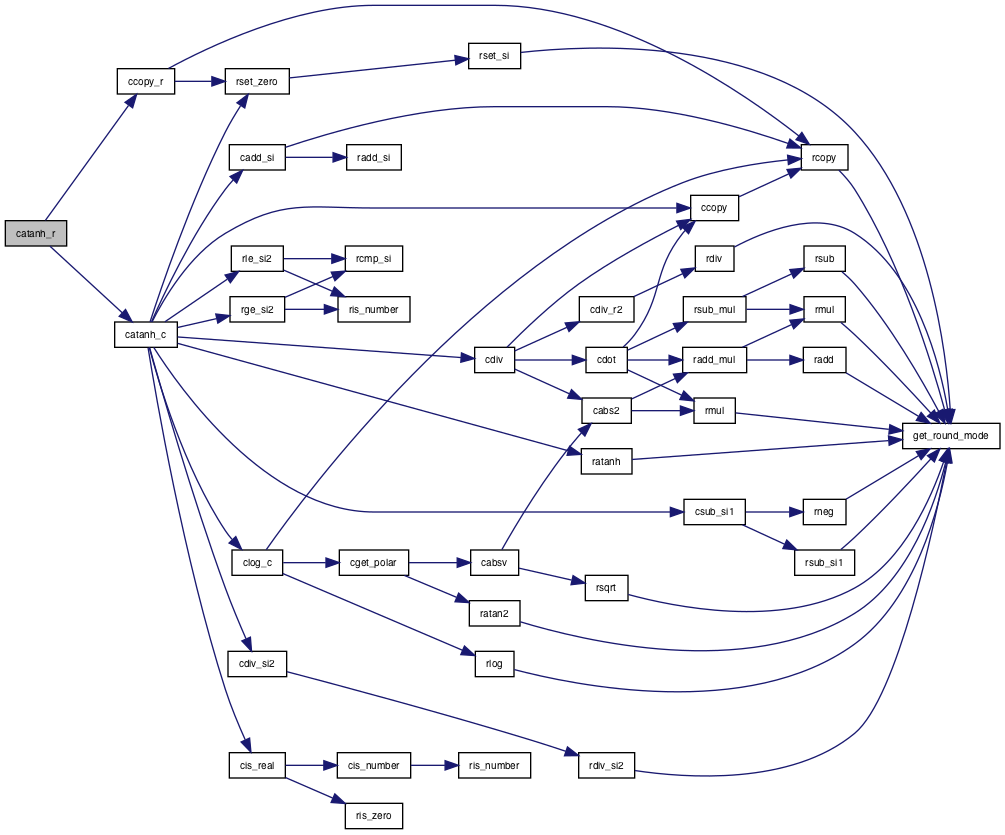 catanh_r
ccopy_r
catanh_c
rset_zero
cadd_si
rle_si2
rge_si2
clog_c
cdiv_si2
cis_real
radd_si
rcmp_si
ris_number
cget_polar
cis_number
ris_zero
rset_si
cdiv
cabsv
ratan2
rlog
ris_number
cdiv_r2
cdot
cabs2
ratanh
rsqrt
rdiv_si2
ccopy
rdiv
rsub_mul
radd_mul
rmul
csub_si1
rcopy
rsub
rmul
radd
rneg
rsub_si1
get_round_mode